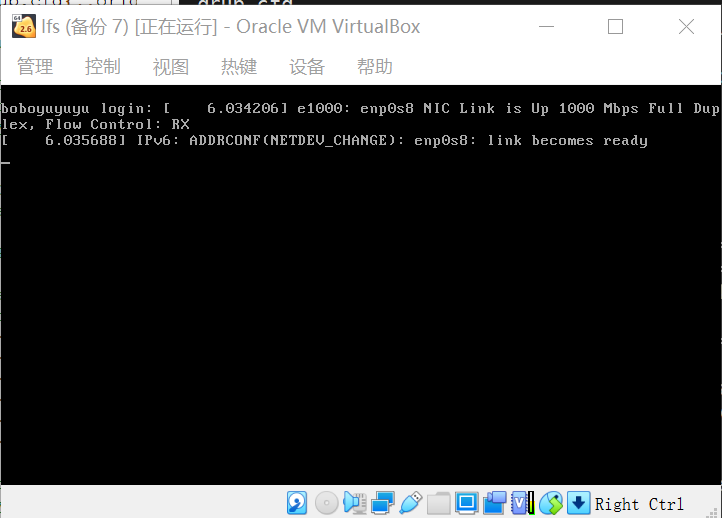 lfs (备份 7) [正在运行] - Oracle VM VirtualBox
管理 控制 视图 热键 设备 帮助
boboyuyuyu login: [    6.034206] e1000: enp0s8 NIC Link is Up 1000 Mbps Full Dup
lex, Flow Control: RX
[    6.035688] IPv6: ADDRCONF(NETDEV_CHANGE): enp0s8: link becomes ready
Right Ctrl